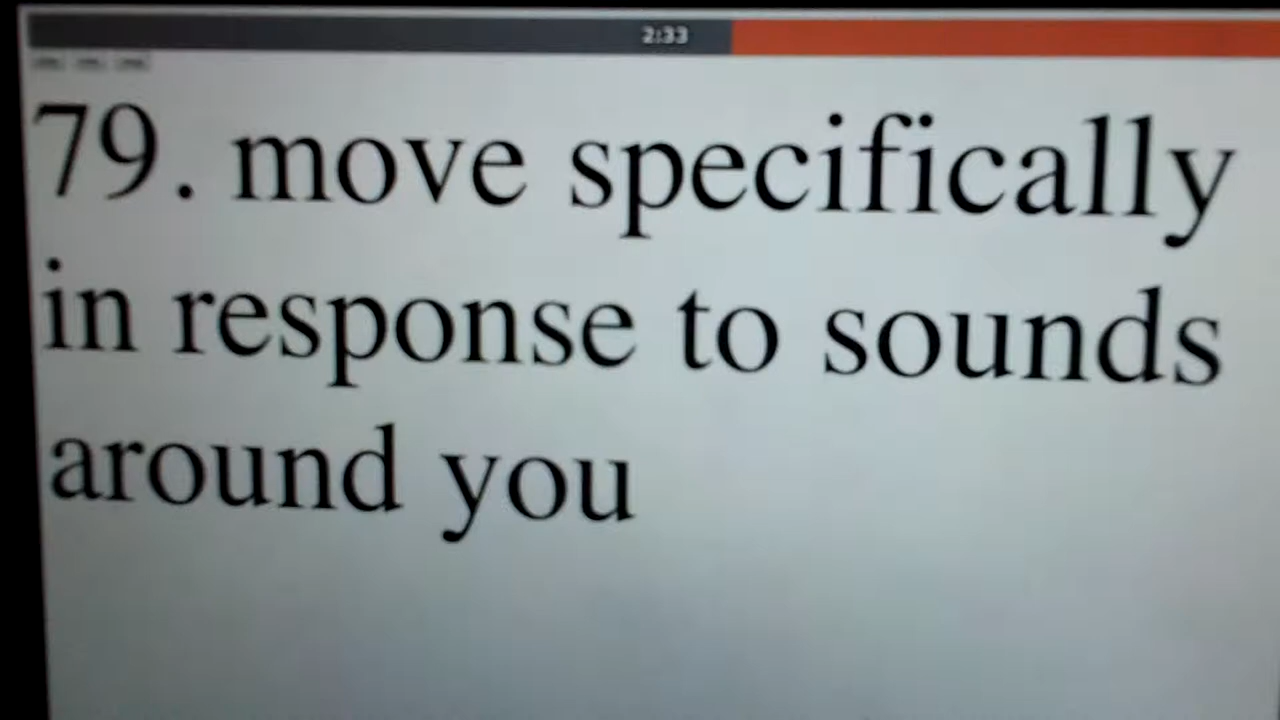 2:33
79. move specifically
in response to sounds
around you